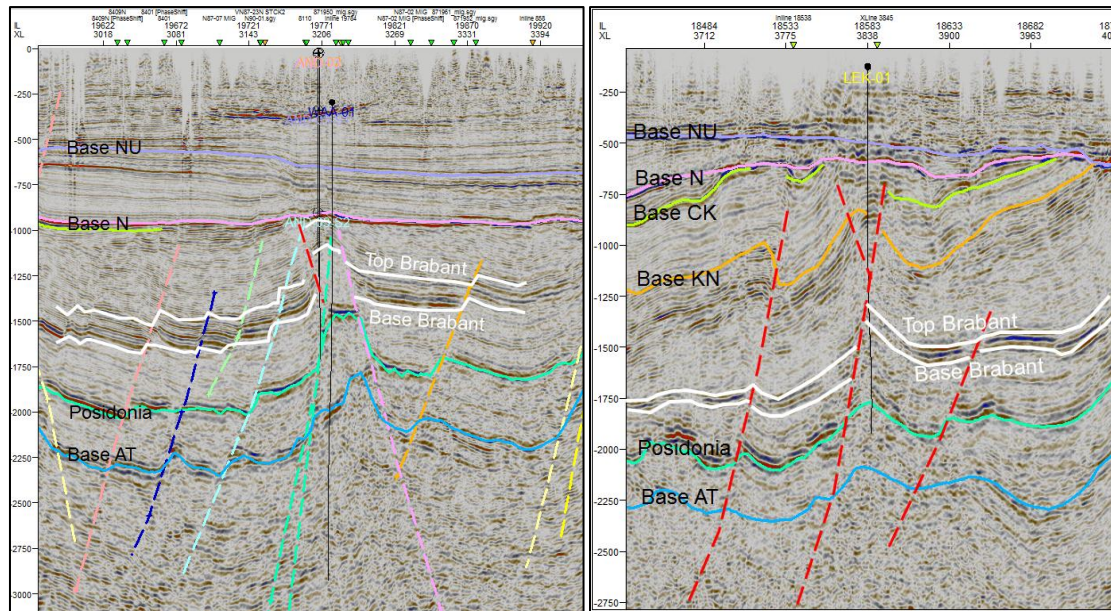 8409N VN87-23N STCK2 871950_mig.sgy N87-02 MIG 871961_mig.sgy
8409N [PhaseShift] 8401 [PhaseShift] 8401 N87-07 MIG N90-01.sgy 8110 Inline 19784 N87-02 MIG [PhaseShift] 871962_mig.sgy Inline 888
IL 19622 19672 19721 19771 19821 19870 19920
XL 3018 3081 3143 3206 3269 3331 3394
0
-250
WAA-01
-500
Base NU
-750
Base N
-1000
Top Brabant
-1250
Base Brabant
-1500
-1750
Posidonia
-2000
Base AT
-2250
-2500
-2750
-3000
Inline 18538 XLine 3845
IL 18484 18533 18583 18633 18682
XL 3712 3775 3838 3900 3963
0
LEK-01
-250
-500
Base NU
Base N
-750
Base CK
-1000
Base KN
-1250
Top Brabant
-1500
Base Brabant
-1750
Posidonia
-2000
Base AT
-2250
-2500
-2750